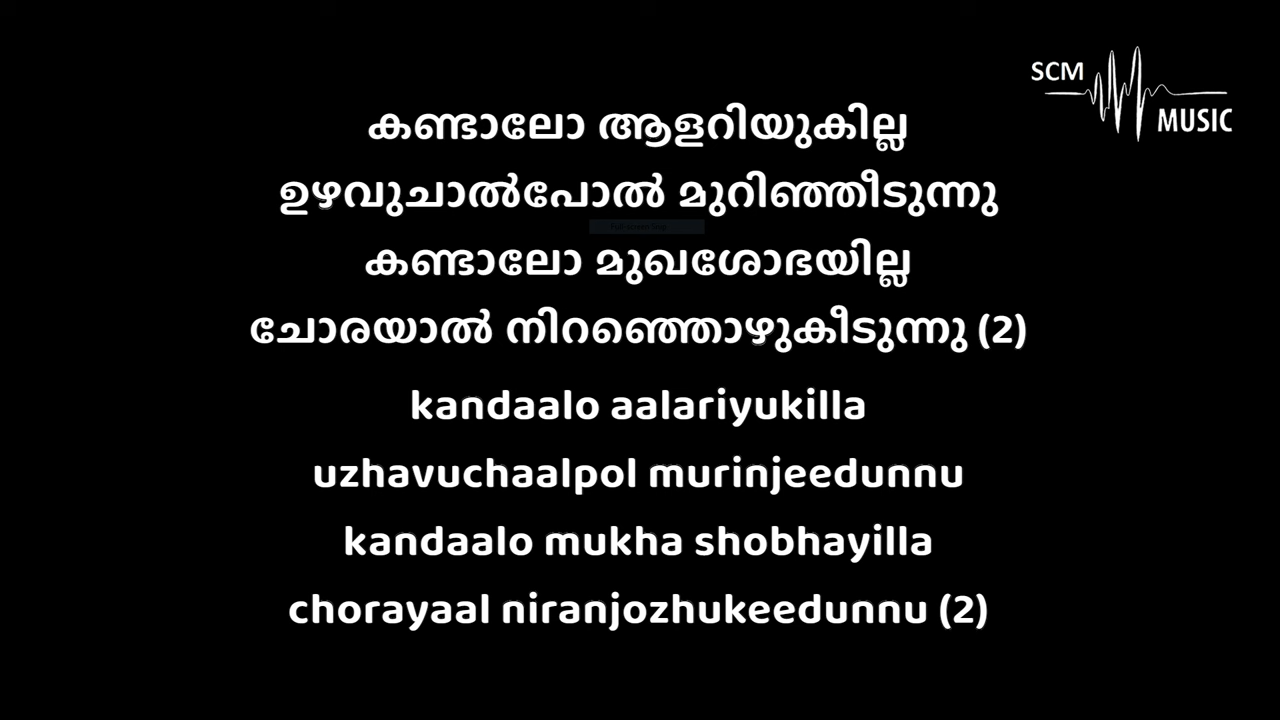 SCM
MUSIC
കണ്ടാലോ ആളറിയുകില്ല
ഉഴവുചാൽപോൽ മുറിഞ്ഞീടുന്നു
കണ്ടാലോ മുഖശോഭയില്ല
ചോരയാൽ നിറഞ്ഞൊഴുകീടുന്നു (2)
kandaalo aalariyukilla
uzhavuchaalpol murinjeedunnu
kandaalo mukha shobhayilla
chorayaal niranjozhukeedunnu (2)